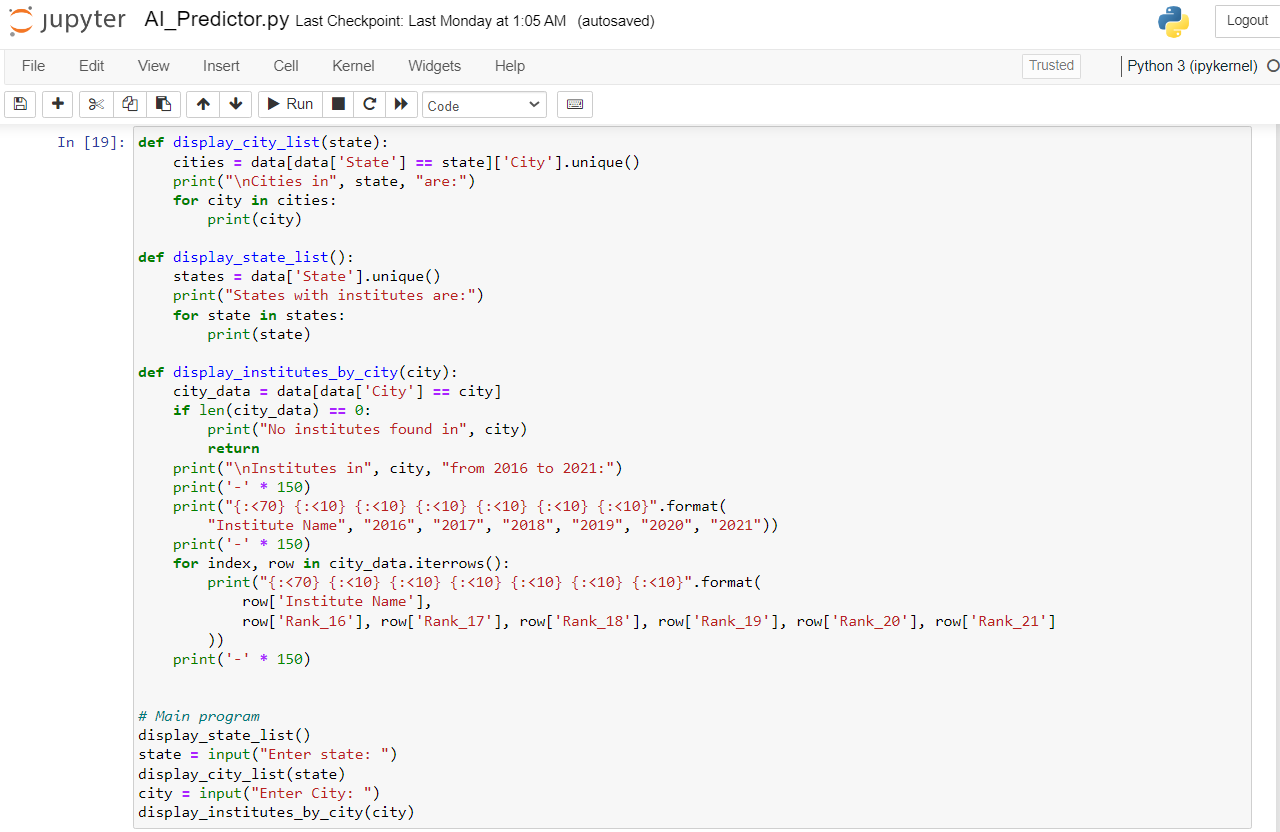 jupyter AI_Predictor.py Last Checkpoint: Last Monday at 1:05 AM (autosaved)
Logout
File Edit View Insert Cell Kernel Widgets Help
Trusted
Python 3 (ipykernel)
Run
Code
In [19]:
def display_city_list(state):
    cities = data[data['State'] == state]['City'].unique()
    print("\nCities in", state, "are:")
    for city in cities:
        print(city)

def display_state_list():
    states = data['State'].unique()
    print("States with institutes are:")
    for state in states:
        print(state)

def display_institutes_by_city(city):
    city_data = data[data['City'] == city]
    if len(city_data) == 0:
        print("No institutes found in", city)
        return
    print("\nInstitutes in", city, "from 2016 to 2021:")
    print('-' * 150)
    print("{:<70} {:<10} {:<10} {:<10} {:<10} {:<10} {:<10}".format(
        "Institute Name", "2016", "2017", "2018", "2019", "2020", "2021"))
    print('-' * 150)
    for index, row in city_data.iterrows():
        print("{:<70} {:<10} {:<10} {:<10} {:<10} {:<10} {:<10}".format(
            row['Institute Name'],
            row['Rank_16'], row['Rank_17'], row['Rank_18'], row['Rank_19'], row['Rank_20'], row['Rank_21']
        ))
    print('-' * 150)

# Main program
display_state_list()
state = input("Enter state: ")
display_city_list(state)
city = input("Enter City: ")
display_institutes_by_city(city)